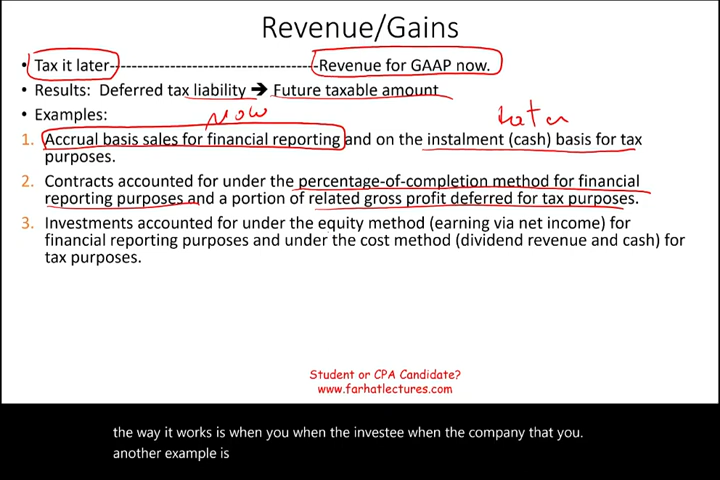 Revenue/Gains
• Tax it later-------------------------------------Revenue for GAAP now.
• Results: Deferred tax liability ➔ Future taxable amount
• Examples:
Now
Later
1. Accrual basis sales for financial reporting and on the instalment (cash) basis for tax
purposes.
2. Contracts accounted for under the percentage-of-completion method for financial
reporting purposes and a portion of related gross profit deferred for tax purposes.
3. Investments accounted for under the equity method (earning via net income) for
financial reporting purposes and under the cost method (dividend revenue and cash) for
tax purposes.
Student or CPA Candidate?
www.farhatlectures.com
the way it works is when you when the investee when the company that you.
another example is